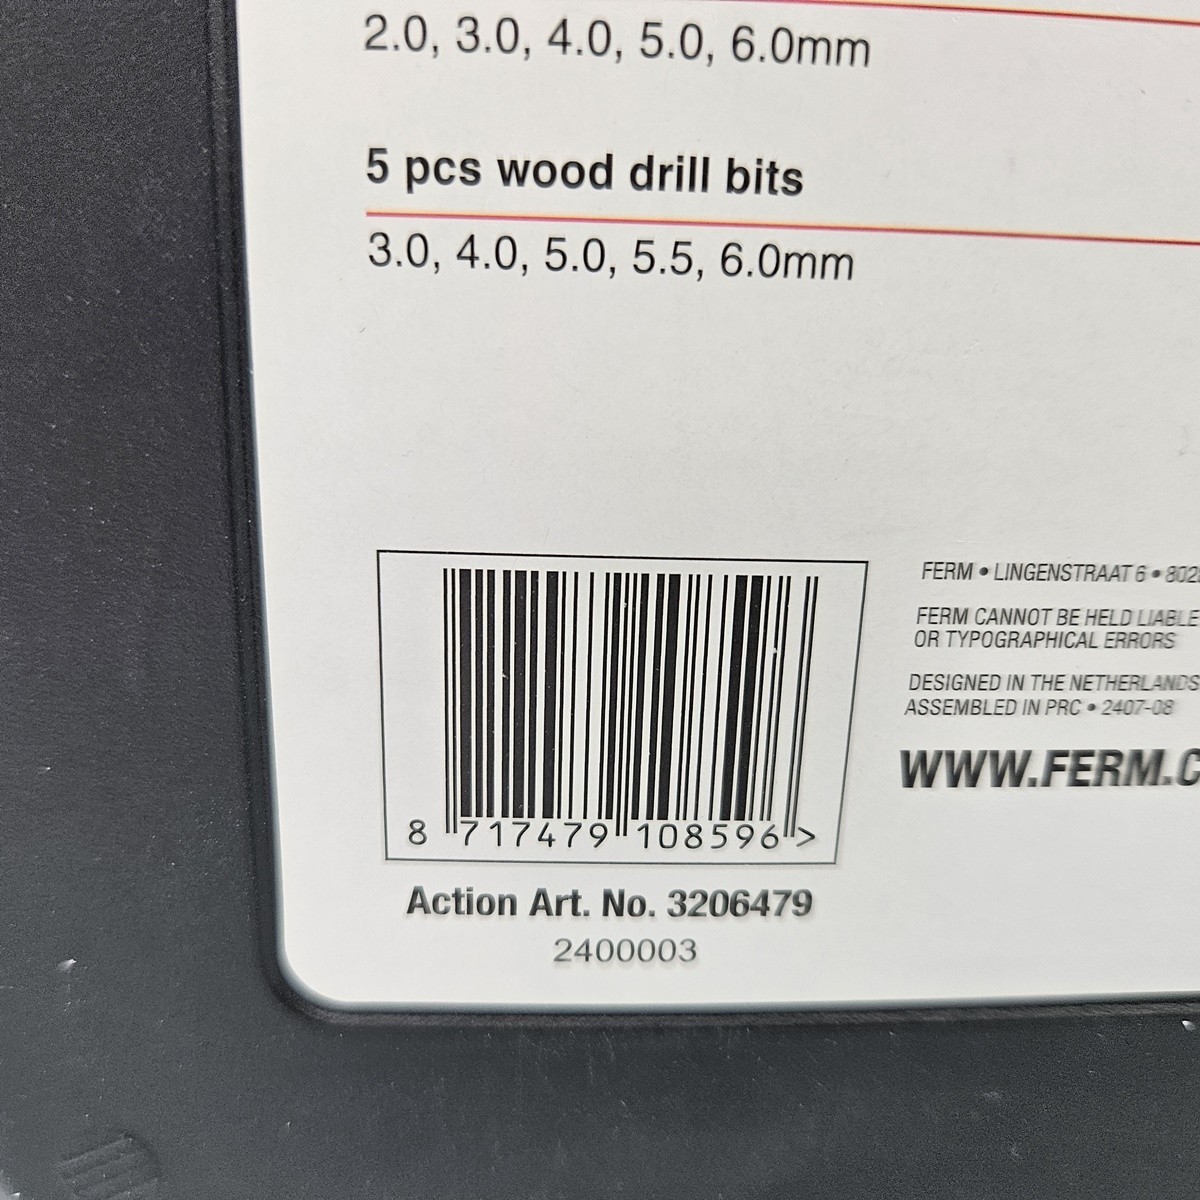 2.0, 3.0, 4.0, 5.0, 6.0mm
5 pcs wood drill bits
3.0, 4.0, 5.0, 5.5, 6.0mm
8 717479 108596 >
Action Art. No. 3206479
2400003
FERM • LINGENSTRAAT 6 •
FERM CANNOT BE HELD LIABLE
OR TYPOGRAPHICAL ERRORS
DESIGNED IN THE NETHERLANDS
ASSEMBLED IN PRC • 2407-08
WWW.FERM.C